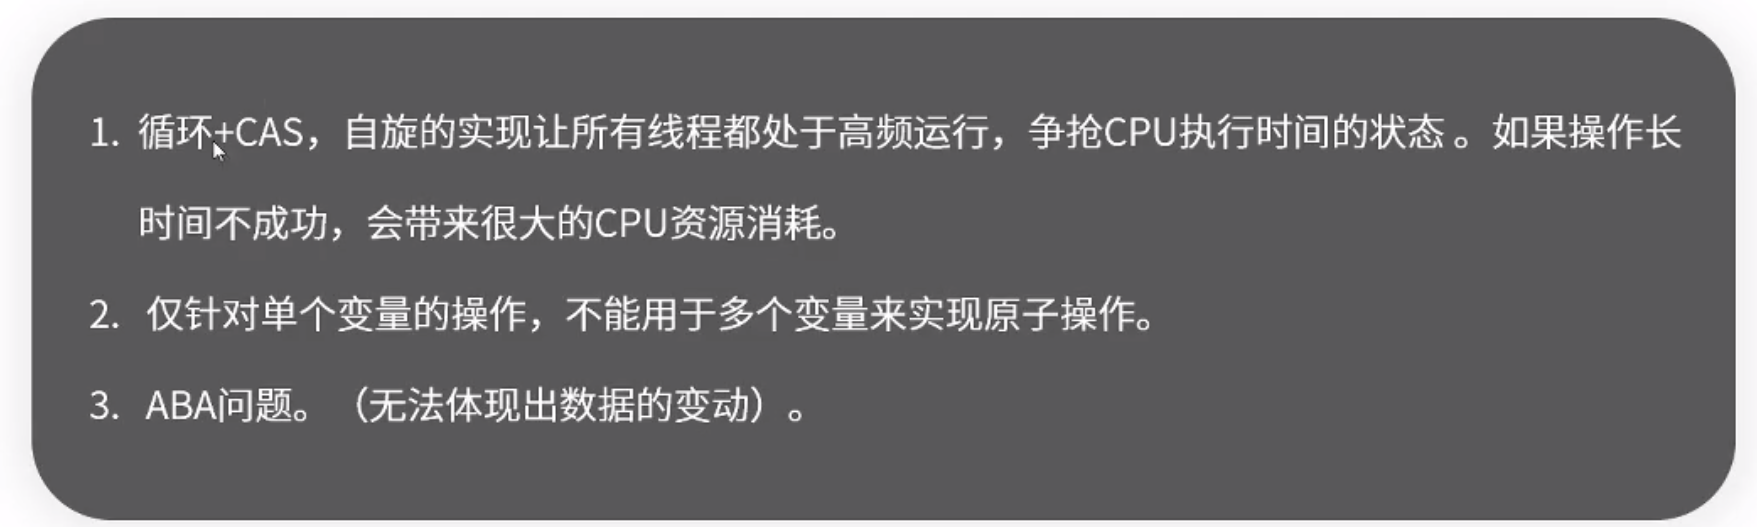 1. 循环+CAS，自旋的实现让所有线程都处于高频运行，争抢CPU执行时间的状态 。如果操作长
时间不成功，会带来很大的CPU资源消耗。
2. 仅针对单个变量的操作，不能用于多个变量来实现原子操作。
3. ABA问题。（无法体现出数据的变动）。